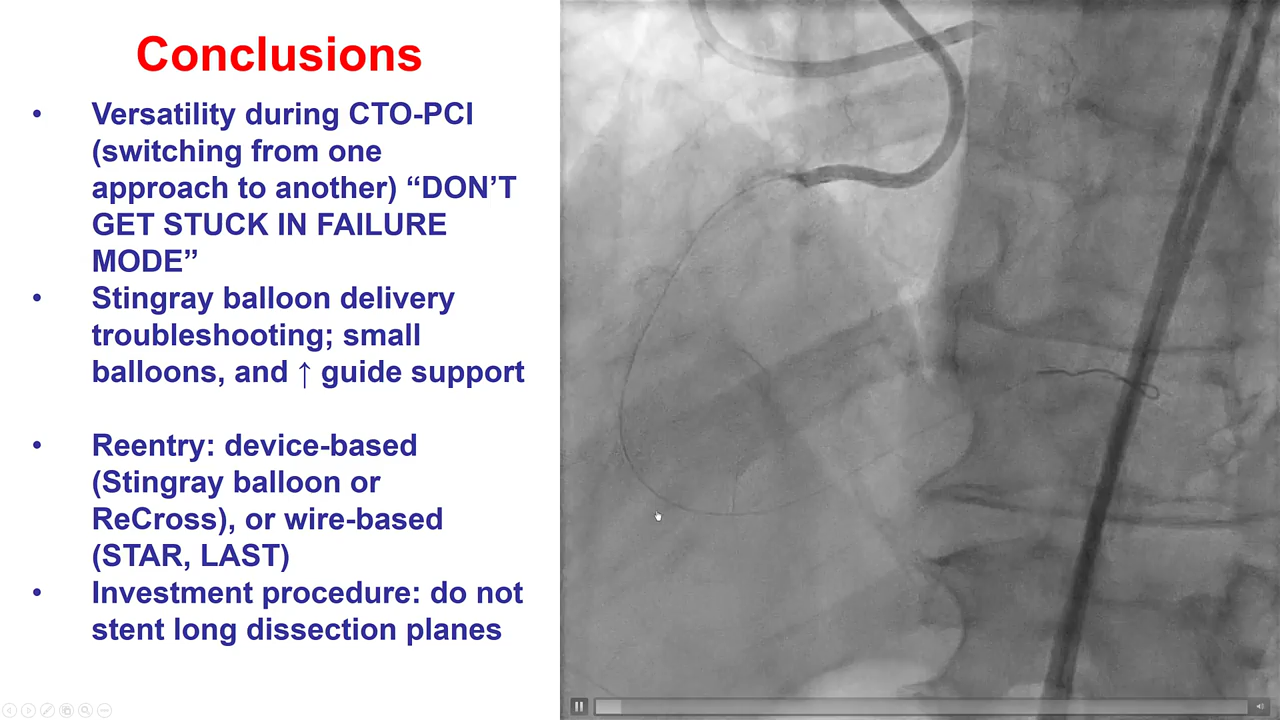 Conclusions
• Versatility during CTO-PCI
(switching from one
approach to another) “DON’T
GET STUCK IN FAILURE
MODE”
• Stingray balloon delivery
troubleshooting; small
balloons, and ↑ guide support
• Reentry: device-based
(Stingray balloon or
ReCross), or wire-based
(STAR, LAST)
• Investment procedure: do not
stent long dissection planes